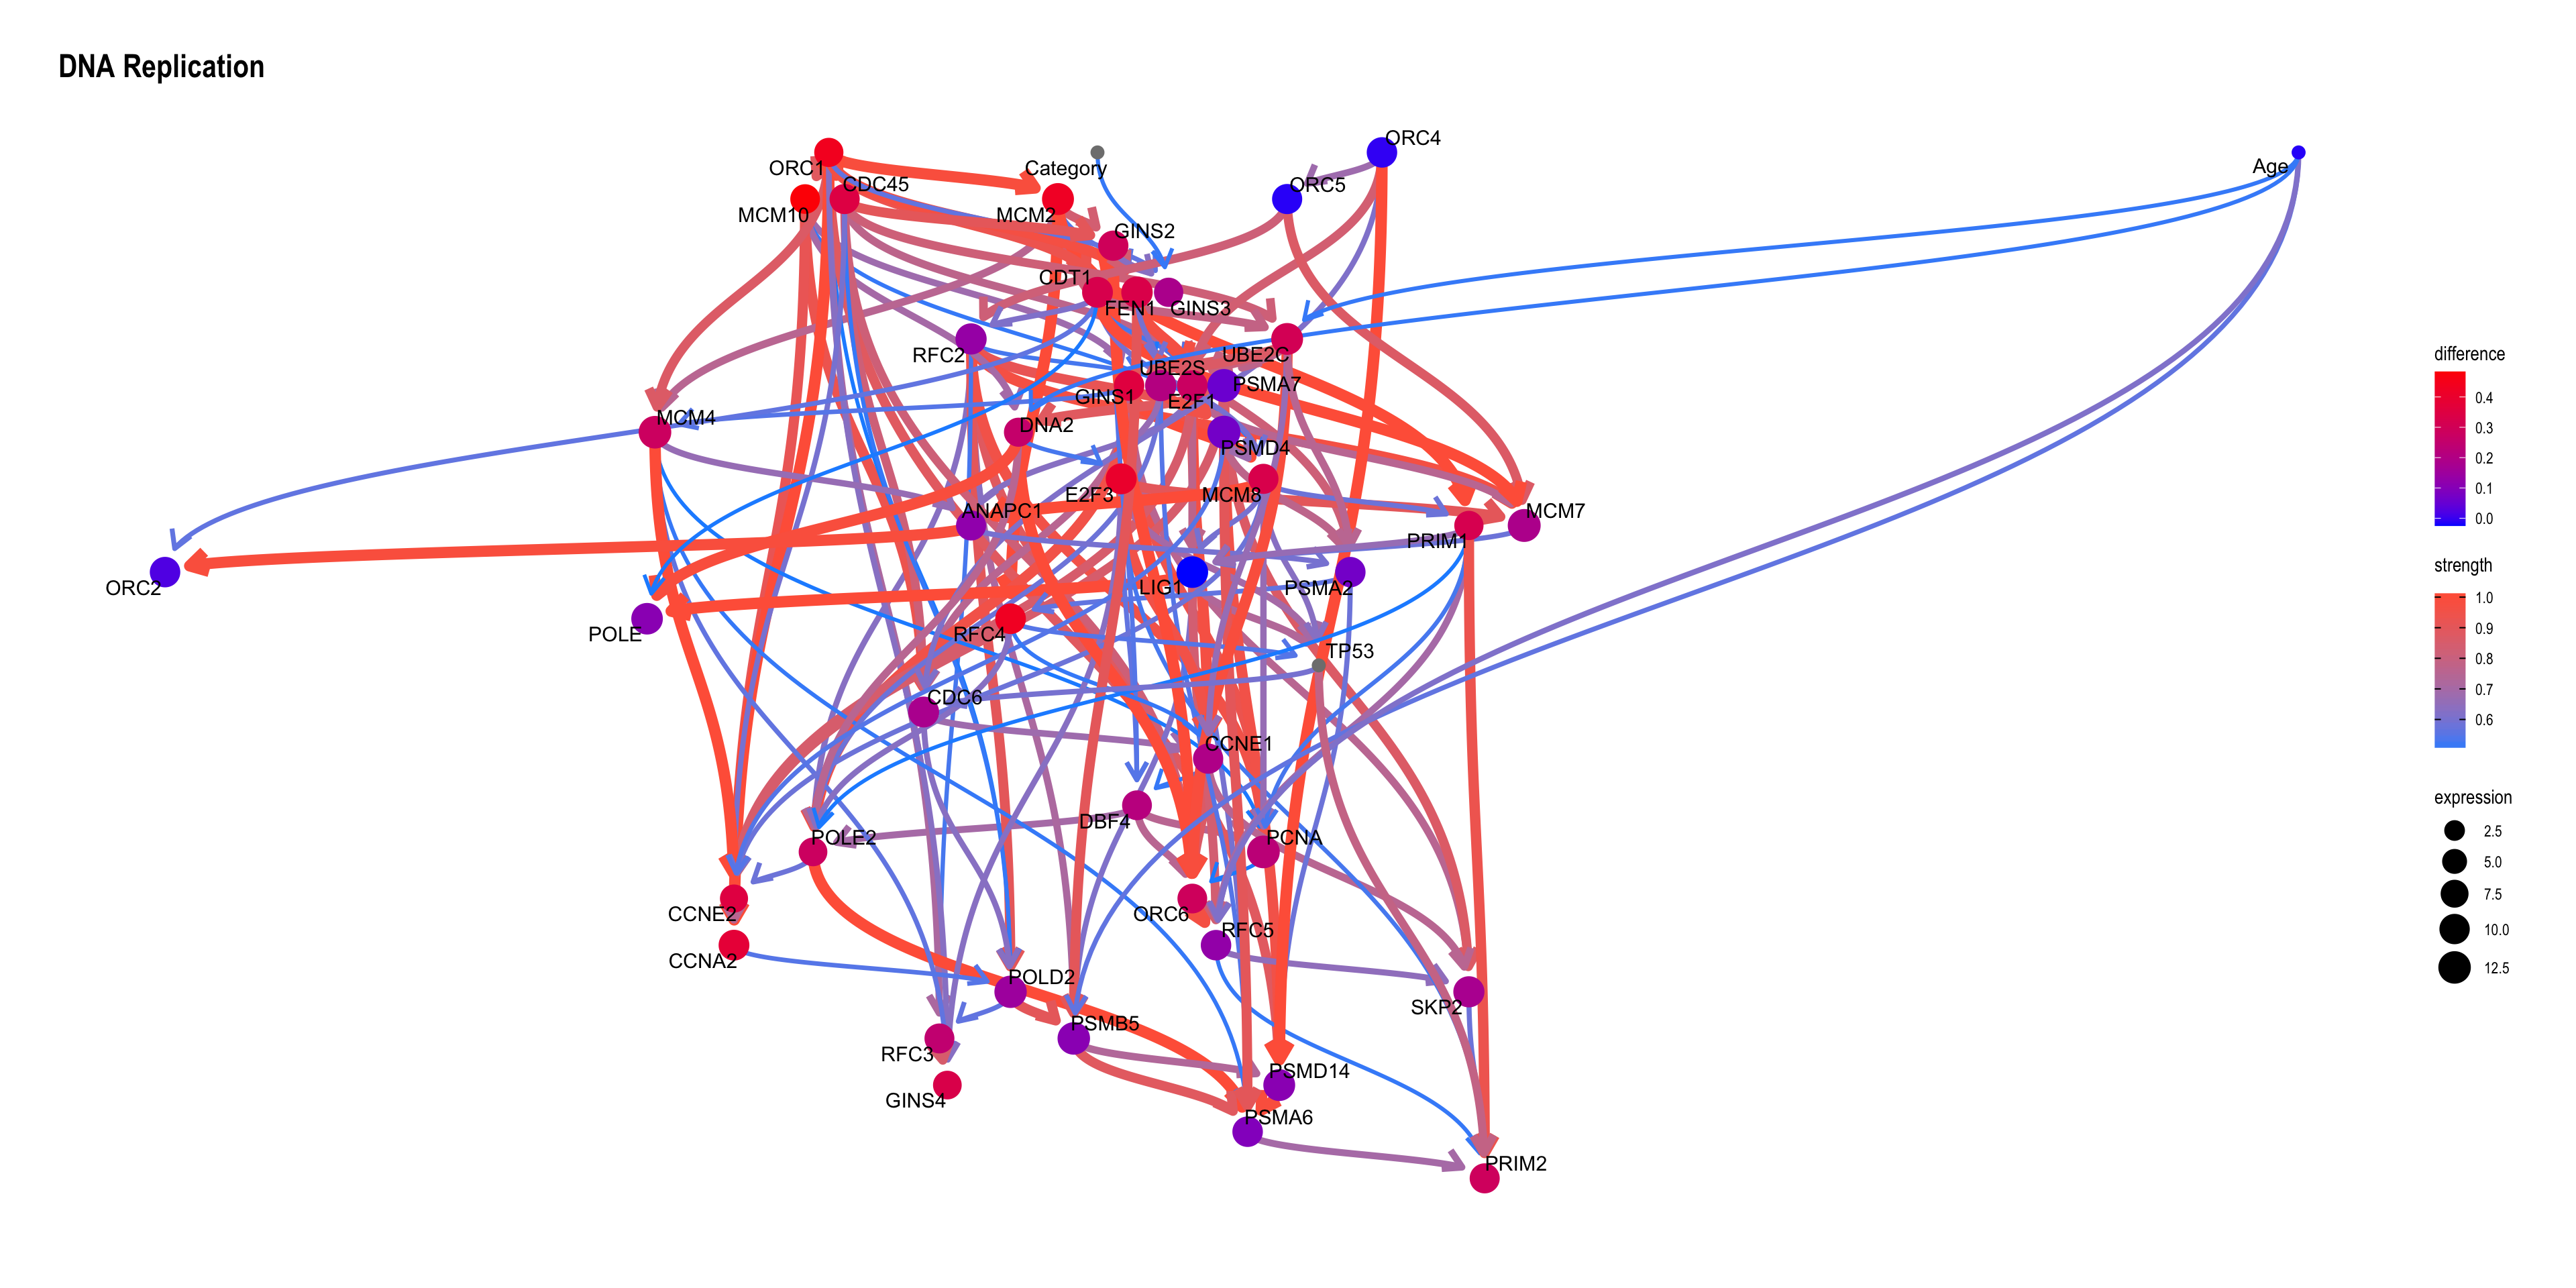 DNA Replication
ORC4
ORC1
Category
Age
CDC45
ORC5
MCM10
MCM2
GINS2
CDT1
FEN1
GINS3
RFC2
UBE2C
UBE2S
PSMA7
GINS1
E2F1
MCM4
DNA2
PSMD4
E2F3
MCM8
ANAPC1
MCM7
PRIM1
ORC2
LIG1
PSMA2
POLE
RFC4
TP53
CDC6
CCNE1
DBF4
POLE2
PCNA
CCNE2
ORC6
RFC5
CCNA2
POLD2
SKP2
PSMB5
RFC3
PSMD14
GINS4
PSMA6
PRIM2
difference
0.4
0.3
0.2
0.1
0.0
strength
1.0
0.9
0.8
0.7
0.6
expression
2.5
5.0
7.5
10.0
12.5